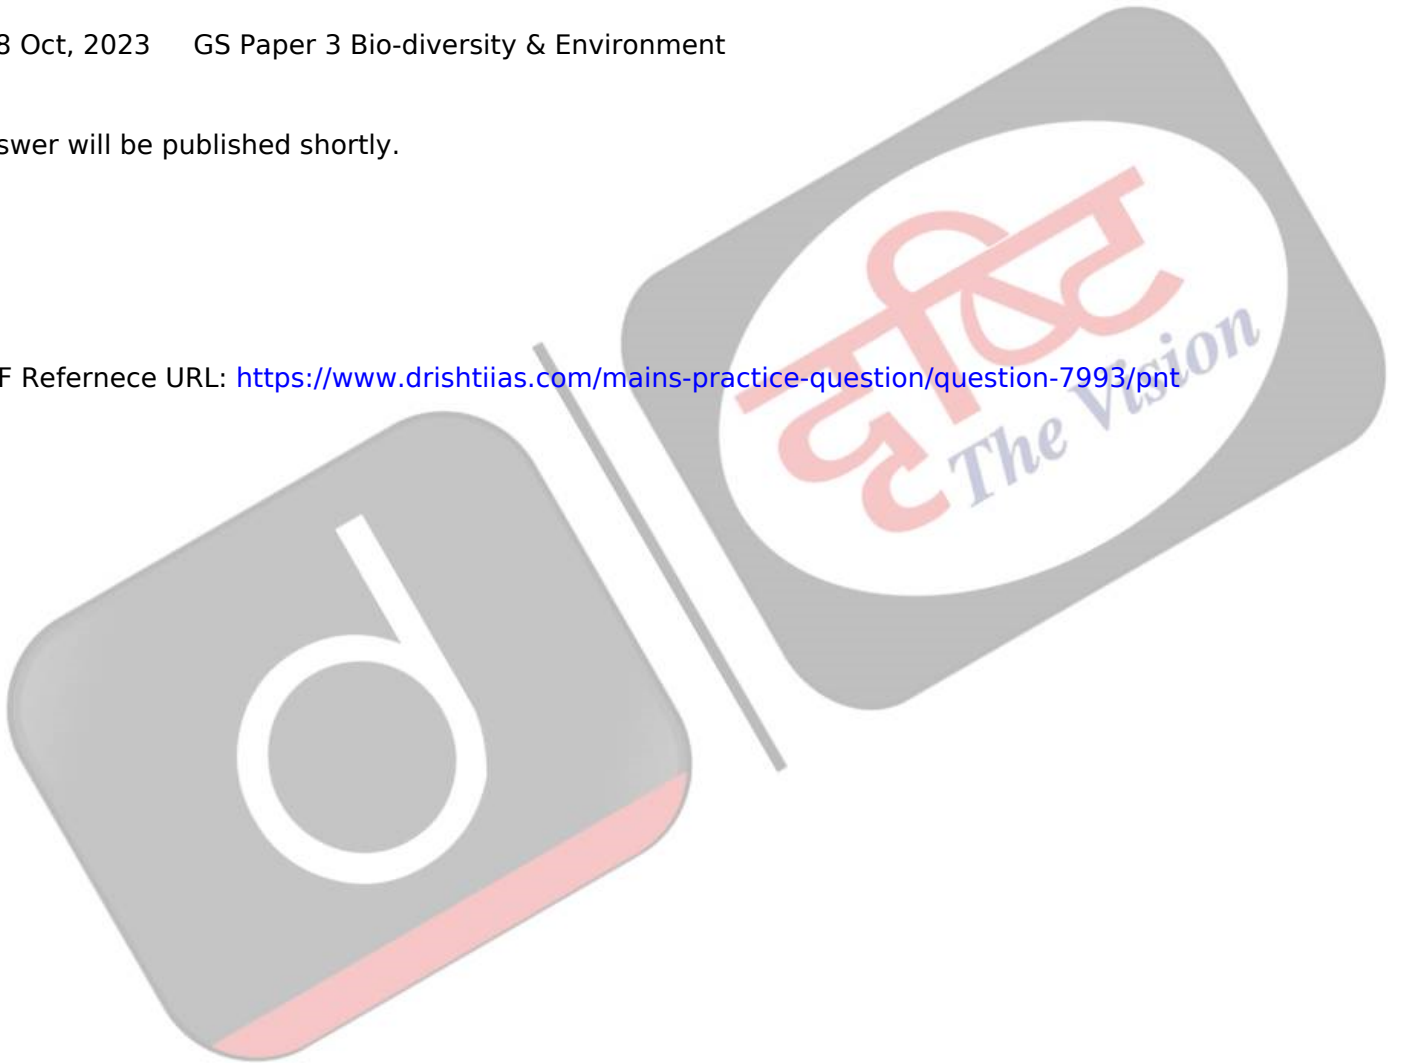 8 Oct, 2023 GS Paper 3 Bio-diversity & Environment
swer will be published shortly.
F Refernece URL: https://www.drishtiias.com/mains-practice-question/question-7993/pnt
दृष्टि
The Vision
d